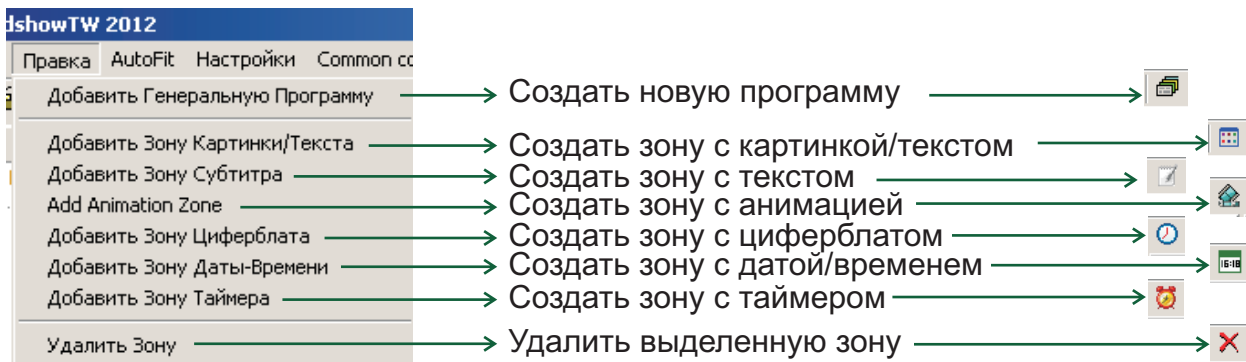 dshowTW 2012
Правка AutoFit Настройки Common co
Добавить Генеральную Программу Создать новую программу
Добавить Зону Картинки/Текста Создать зону с картинкой/текстом
Добавить Зону Субтитра Создать зону с текстом
Add Animation Zone Создать зону с анимацией
Добавить Зону Циферблата Создать зону с циферблатом
Добавить Зону Даты-Времени Создать зону с датой/временем 16:18
Добавить Зону Таймера Создать зону с таймером
Удалить Зону Удалить выделенную зону